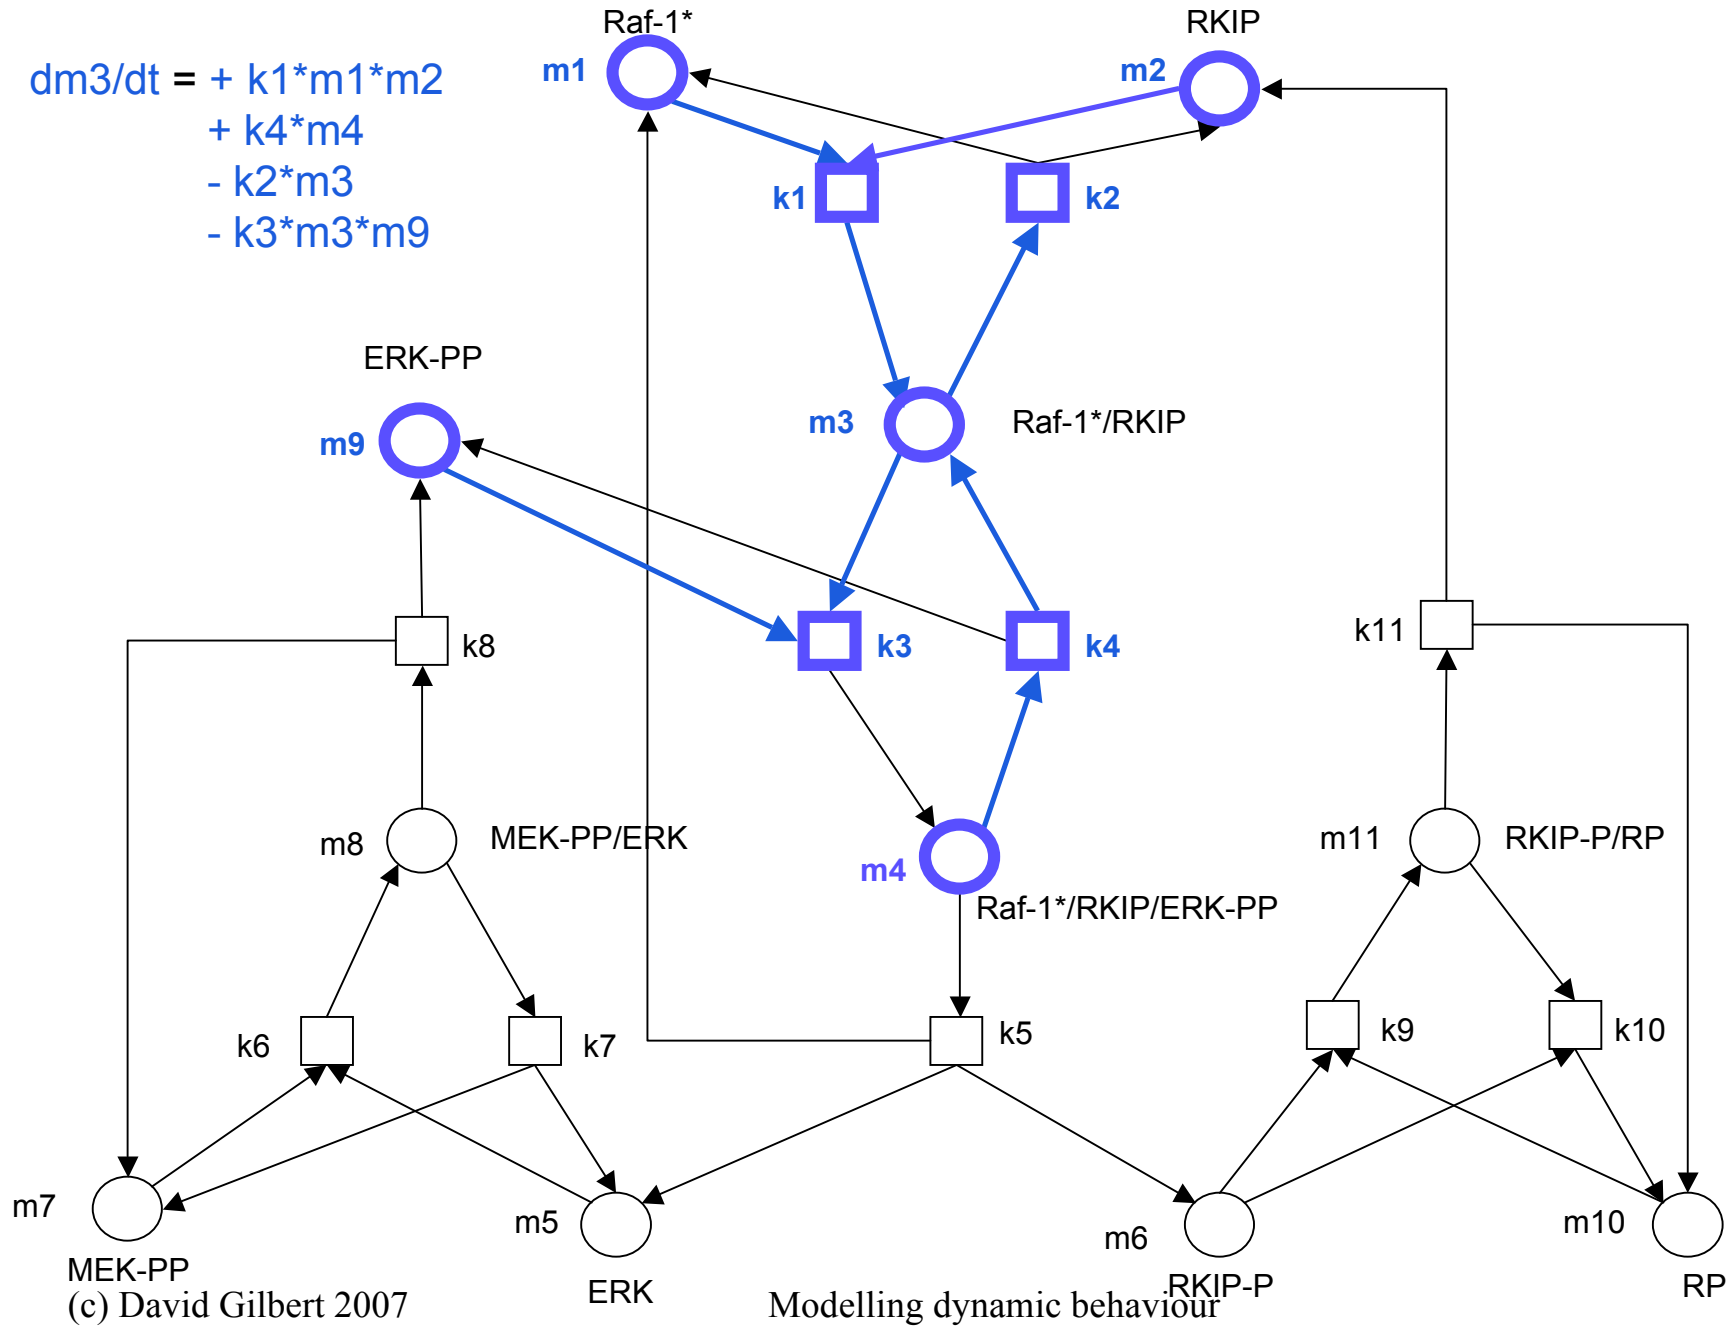 Raf-1*
RKIP
m1
m2
dm3/dt = + k1*m1*m2
+ k4*m4
- k2*m3
- k3*m3*m9
k1
k2
ERK-PP
m9
m3
Raf-1*/RKIP
k8
k3
k4
k11
m8
MEK-PP/ERK
m4
Raf-1*/RKIP/ERK-PP
m11
RKIP-P/RP
k6
k7
k5
k9
k10
m7
m5
m6
m10
MEK-PP
ERK
RKIP-P
RP
(c) David Gilbert 2007
Modelling dynamic behaviour